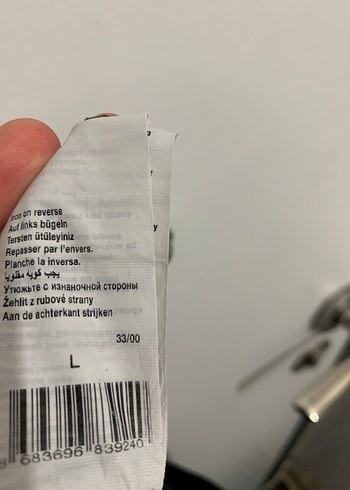 Iron on reverse
Auf links bügeln
Tersten ütüleyiniz
Repasser par l'envers.
Planche la inversa.
يجب كويه مقلوبا
Утюжьте с изнаночной стороны
Žehlit z rubové strany
Aan de achterkant strijken
33/00
L
8 683696 839240